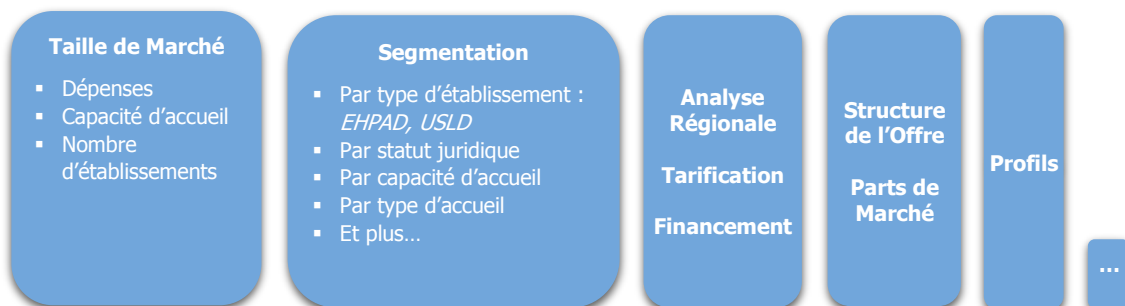 Taille de Marché
▪ Dépenses
▪ Capacité d’accueil
▪ Nombre
d’établissements
Segmentation
▪ Par type d’établissement :
EHPAD, USLD
▪ Par statut juridique
▪ Par capacité d’accueil
▪ Par type d’accueil
▪ Et plus…
Analyse
Régionale
Tarification
Financement
Structure
de l’Offre
Parts de
Marché
Profils
…